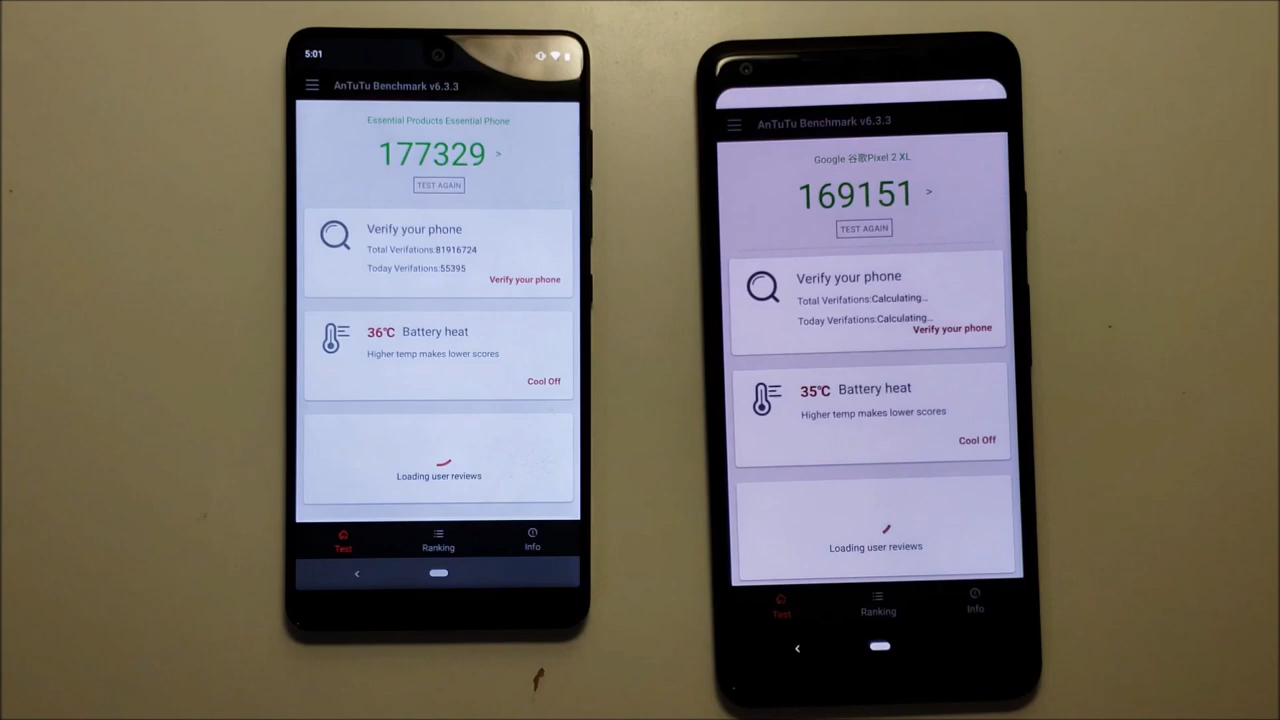 5:01
AnTuTu Benchmark v6.3.3
Essential Products Essential Phone
177329 >
TEST AGAIN
Verify your phone
Total Verifations:81916724
Today Verifations:55395
Verify your phone
36℃ Battery heat
Higher temp makes lower scores
Cool Off
Loading user reviews
Test
Ranking
Info
AnTuTu Benchmark v6.3.3
Google 谷歌Pixel 2 XL
169151 >
TEST AGAIN
Verify your phone
Total Verifations:Calculating...
Today Verifations:Calculating...
Verify your phone
35℃ Battery heat
Higher temp makes lower scores
Cool Off
Loading user reviews
Test
Ranking
Info